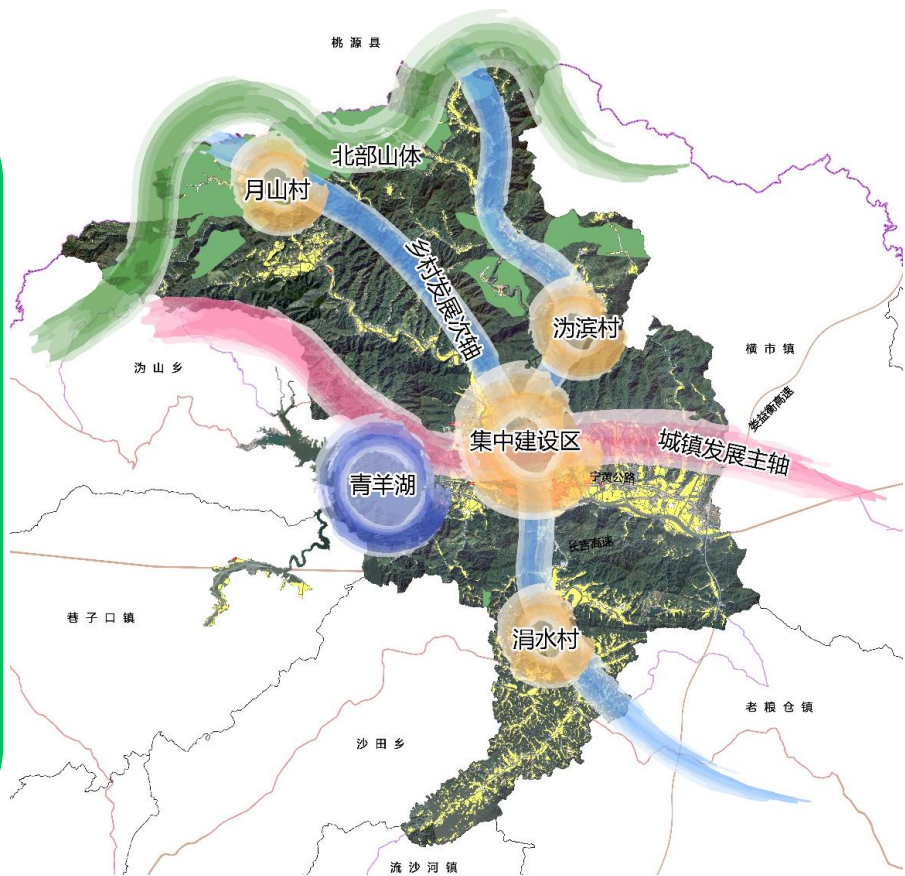 桃源县
北部山体
月山村
乡村发展次轴
沩滨村
横市镇
沩山乡
娄益衡高速
集中建设区
城镇发展主轴
青羊湖
宁黄公路
长吉高速
巷子口镇
涓水村
老粮仓镇
沙田乡
流沙河镇